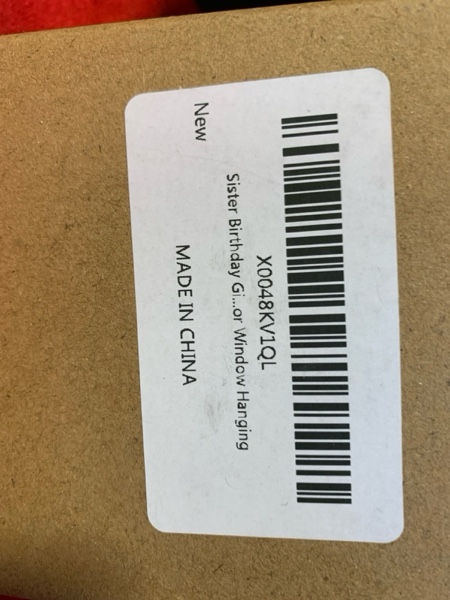 X0048KV1QL
Sister Birthday Gi...or Window Hanging
New
MADE IN CHINA